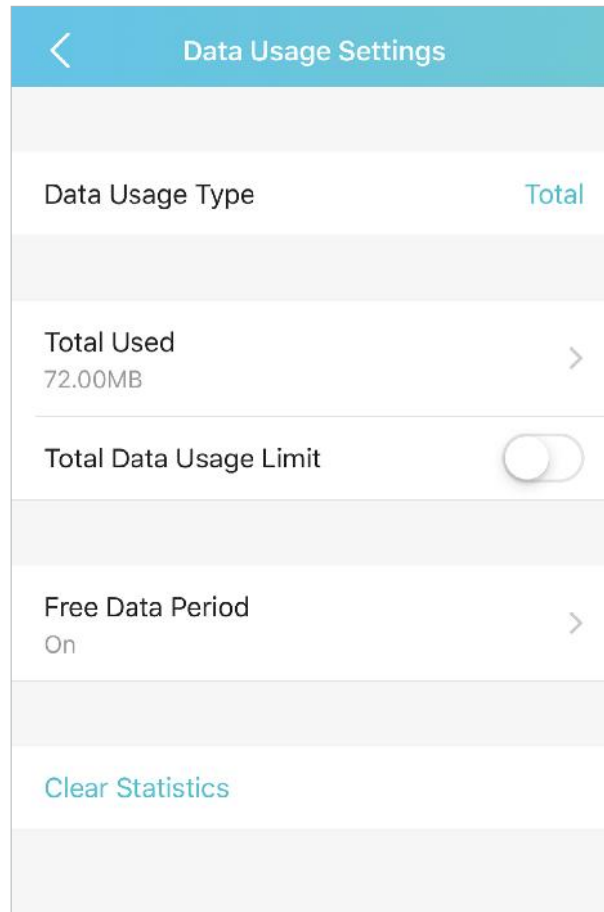 Data Usage Settings
Data Usage Type
Total
Total Used
72.00MB
Total Data Usage Limit
Free Data Period
On
Clear Statistics